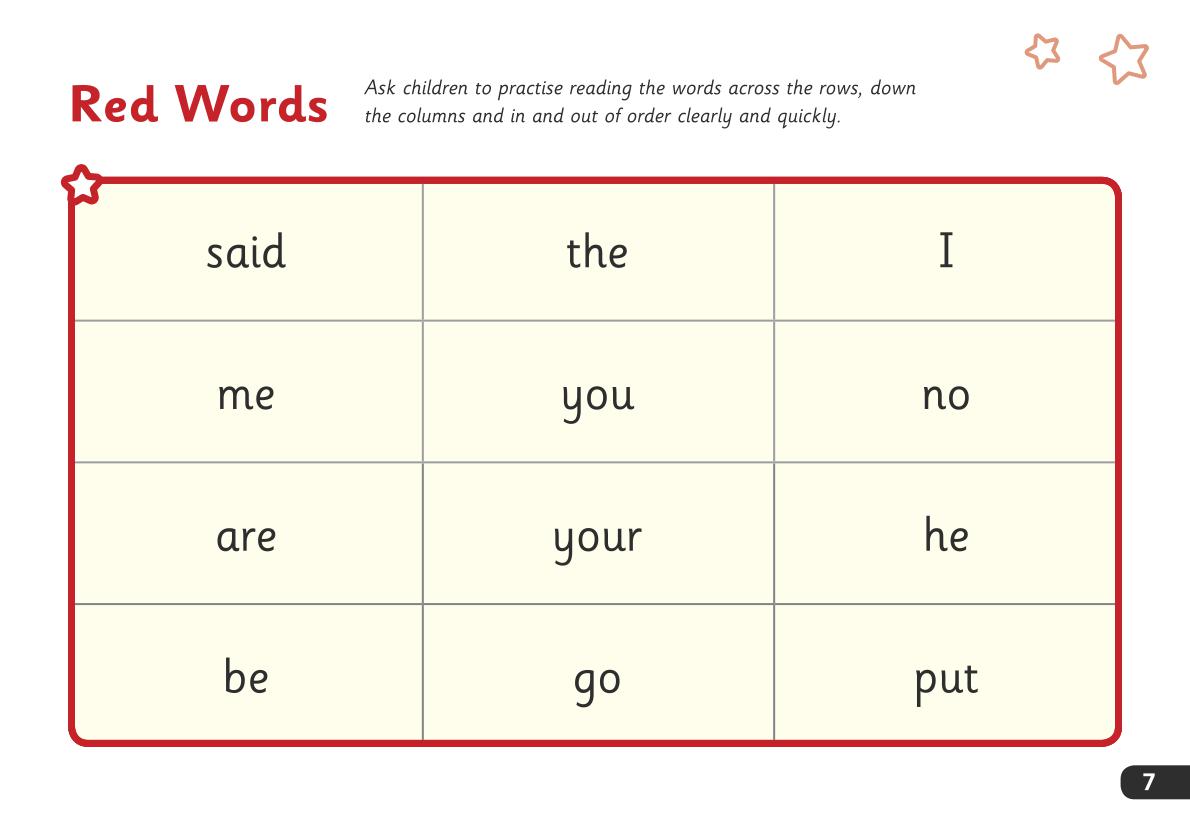 Red Words
Ask children to practise reading the words across the rows, down
the columns and in and out of order clearly and quickly.
said the I
me you no
are your he
be go put
7